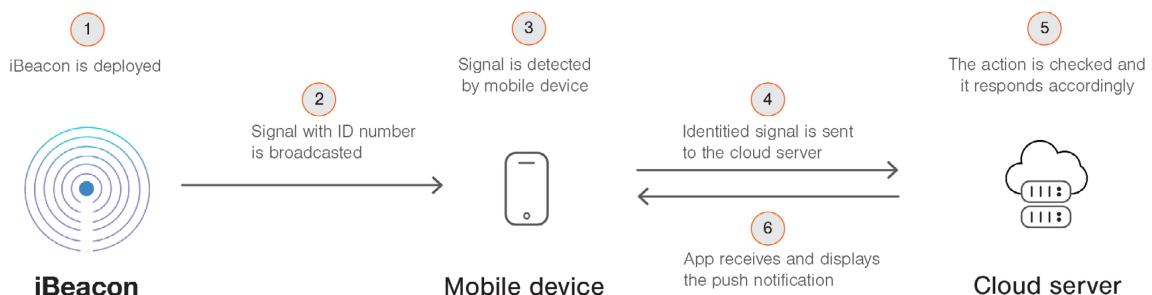 1
iBeacon is deployed
2
Signal with ID number
is broadcasted
3
Signal is detected
by mobile device
4
Identitied signal is sent
to the cloud server
5
The action is checked and
it responds accordingly
6
App receives and displays
the push notification
iBeacon
Mobile device
Cloud server